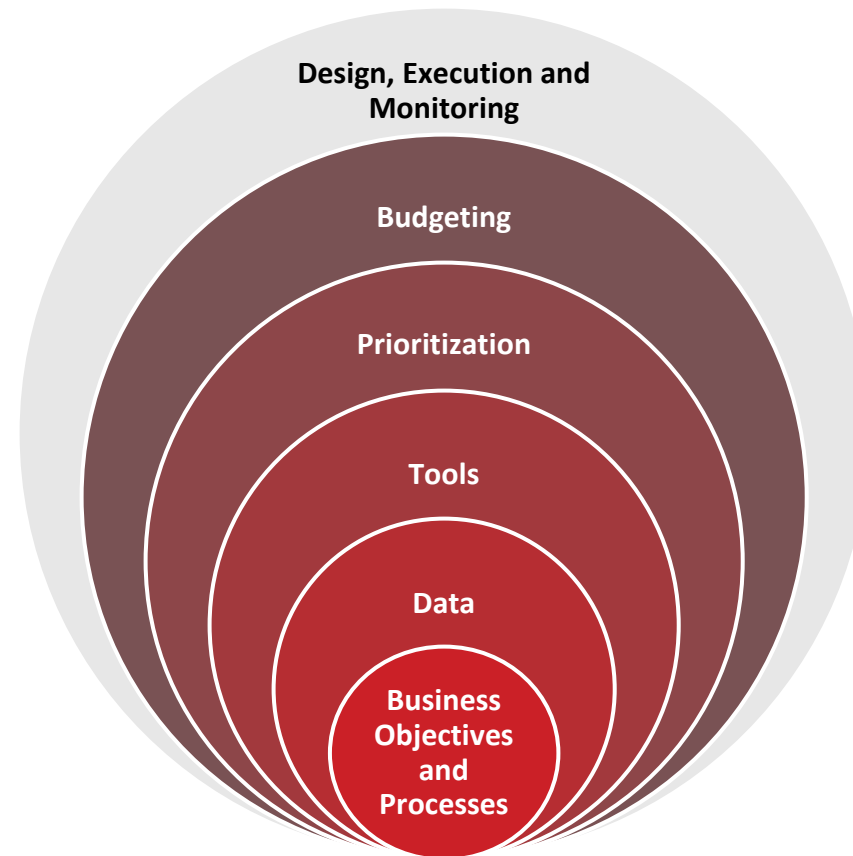 Design, Execution and
Monitoring
Budgeting
Prioritization
Tools
Data
Business
Objectives
and
Processes